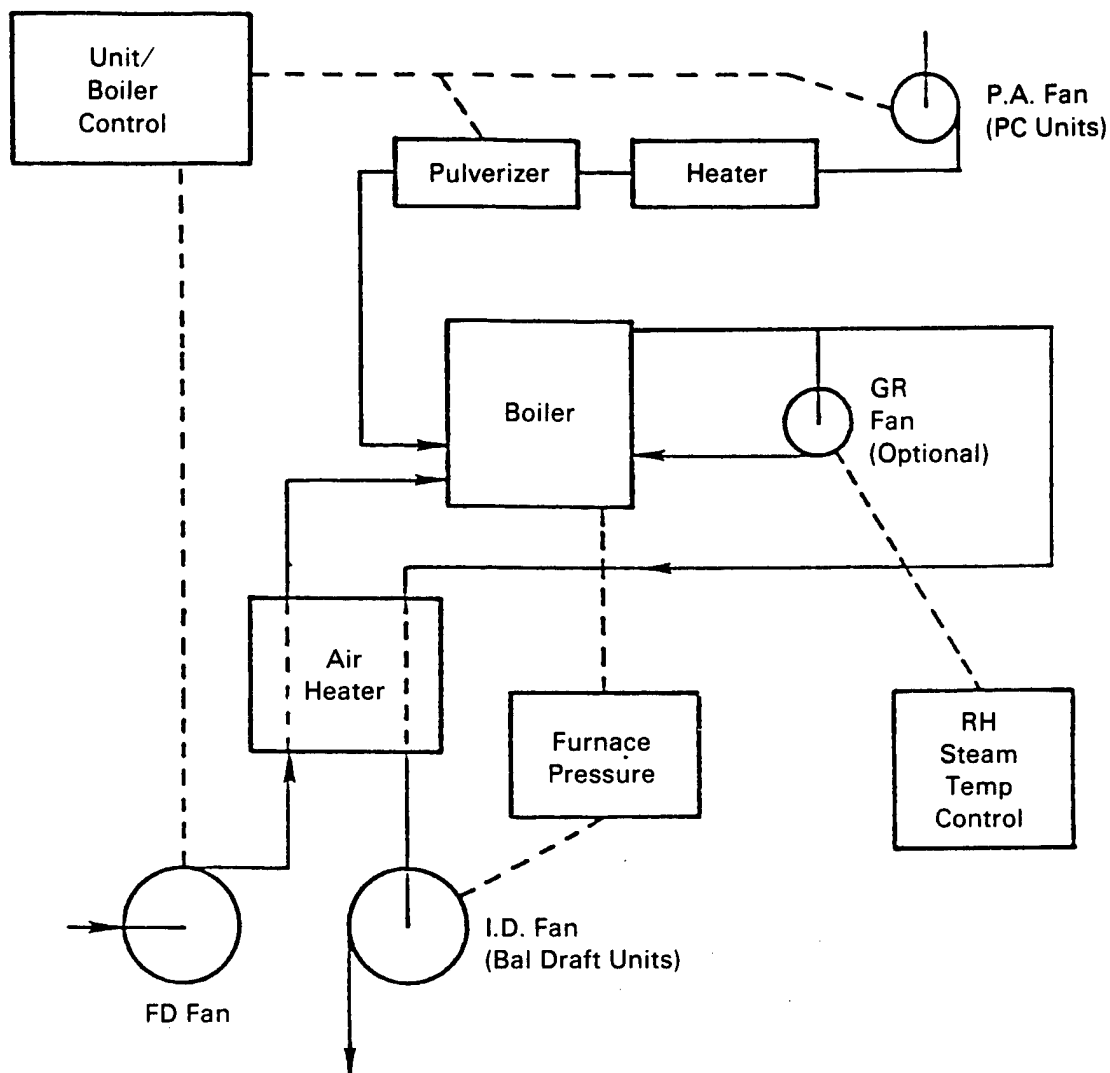 Unit/
Boiler
Control
P.A. Fan
(PC Units)
Pulverizer
Heater
Boiler
GR
Fan
(Optional)
Air
Heater
Furnace
Pressure
RH
Steam
Temp
Control
I.D. Fan
(Bal Draft Units)
FD Fan